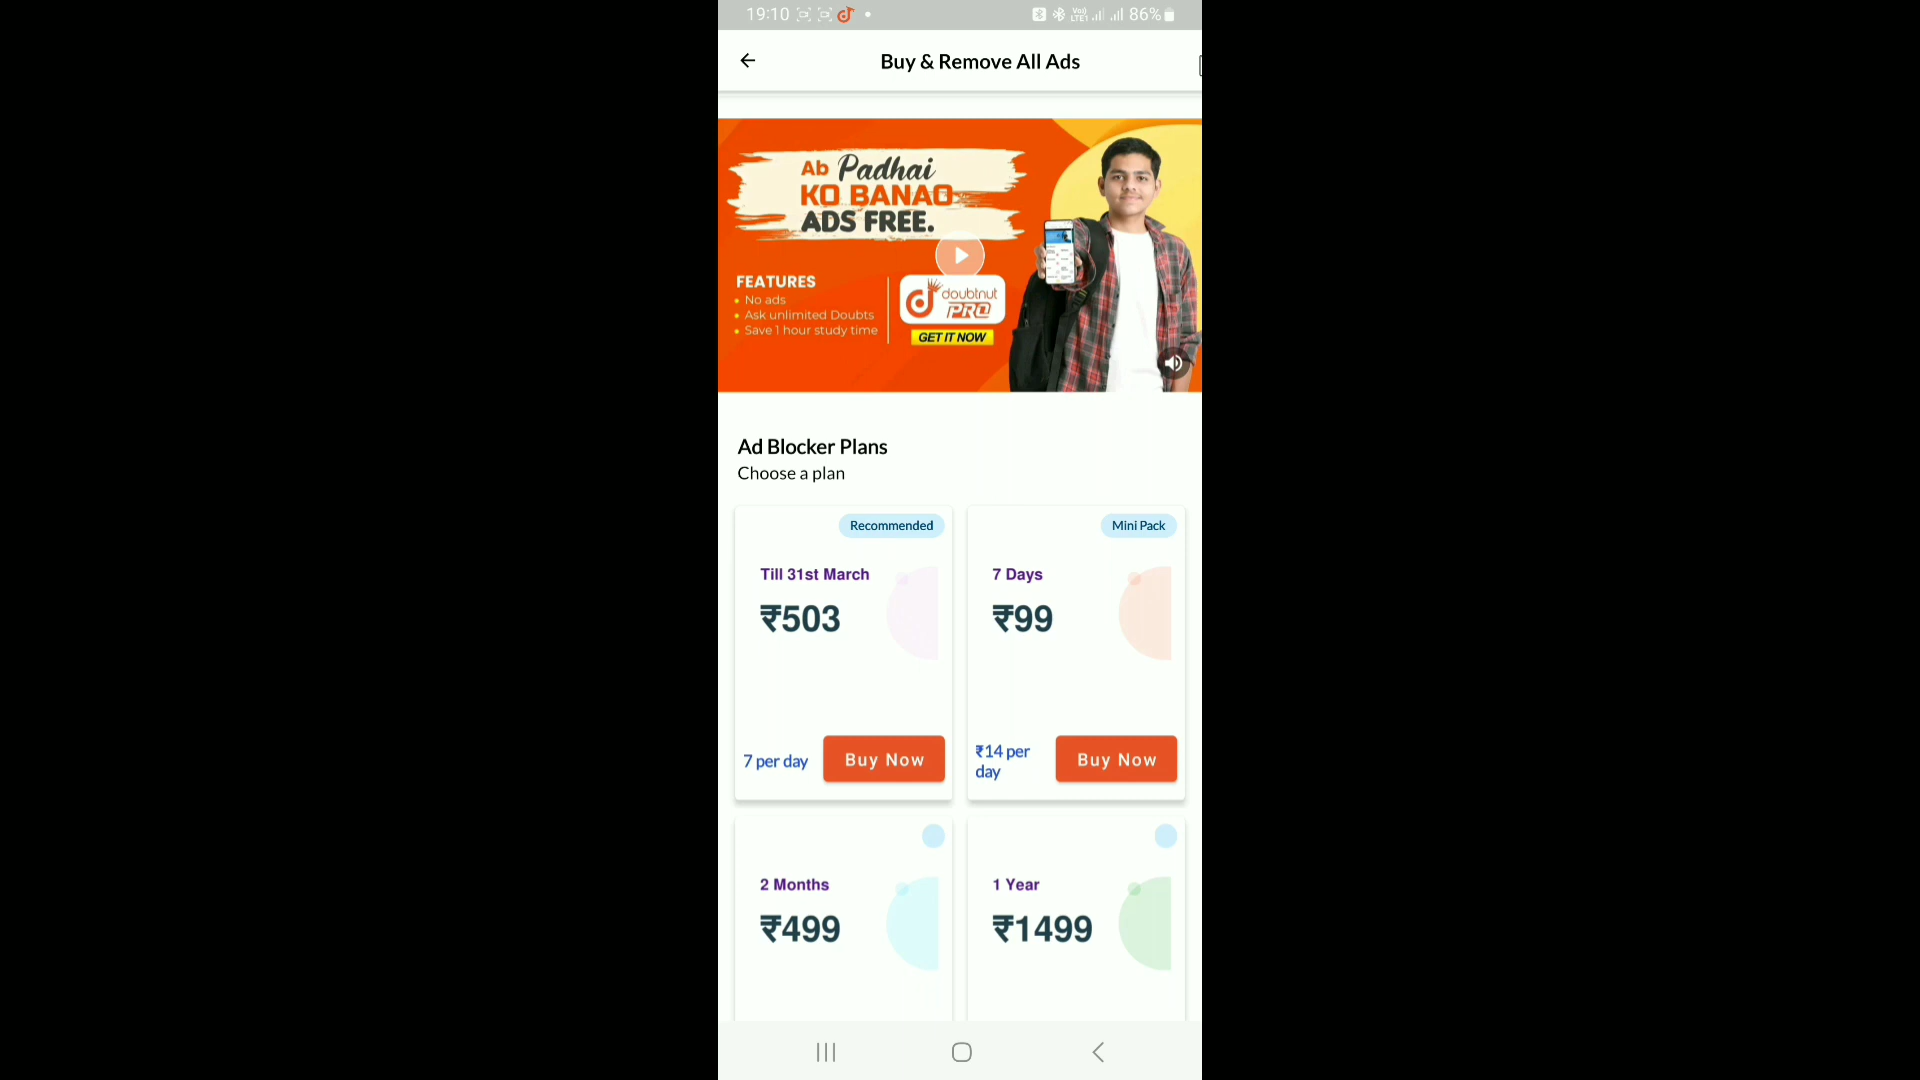 19:10
86%
Buy & Remove All Ads
Ab Padhai
KO BANAO
ADS FREE.
FEATURES
No ads
Ask unlimited Doubts
Save 1 hour study time
doubtnut
PRO
GET IT NOW
Ad Blocker Plans
Choose a plan
Recommended
Till 31st March
₹503
7 per day
Buy Now
Mini Pack
7 Days
₹99
₹14 per
day
Buy Now
2 Months
₹499
1 Year
₹1499